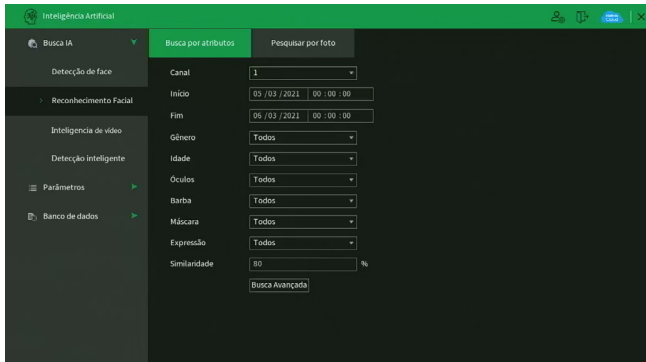 Inteligência Artificial
Busca IA
Detecção de face
Reconhecimento Facial
Inteligencia de vídeo
Detecção inteligente
Parâmetros
Banco de dados
Busca por atributos
Pesquisar por foto
Canal 1
Início 05 /03 /2021 00 : 00 : 00
Fim 06 /03 /2021 00 : 00 : 00
Gênero Todos
Idade Todos
Óculos Todos
Barba Todos
Máscara Todos
Expressão Todos
Similaridade 80 %
Busca Avançada